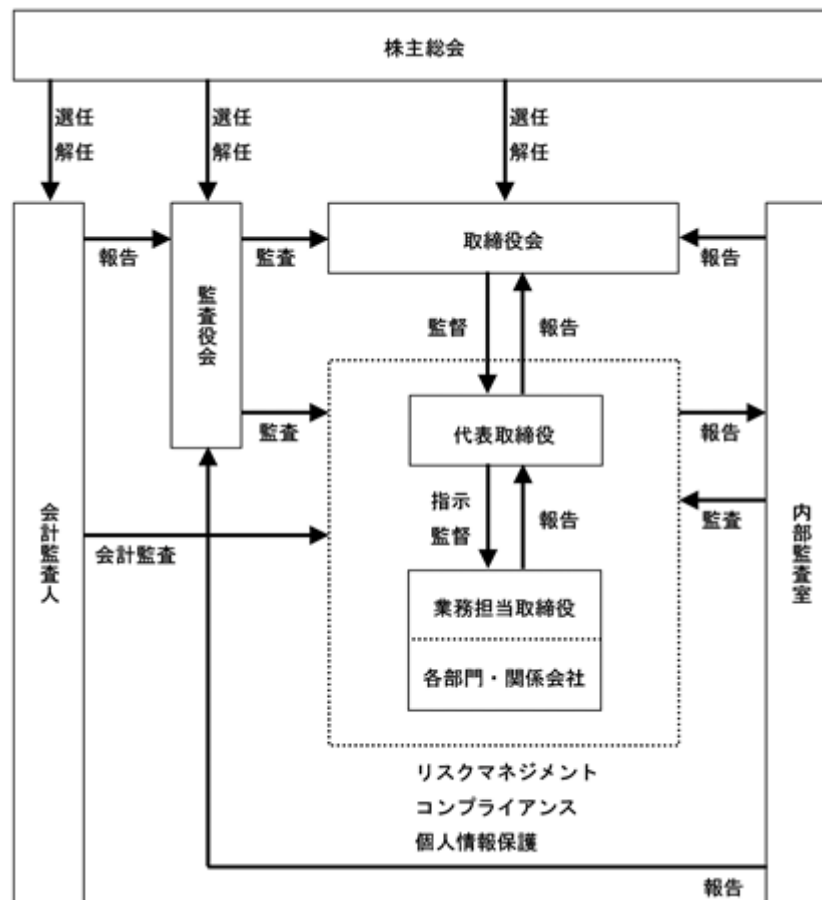 株主総会
選任
解任
選任
解任
選任
解任
報告
監査役会
監査
取締役会
報告
監督
報告
監査
代表取締役
報告
指示
監督
報告
監査
会計監査人
会計監査
内部監査室
業務担当取締役
各部門・関係会社
リスクマネジメント
コンプライアンス
個人情報保護
報告